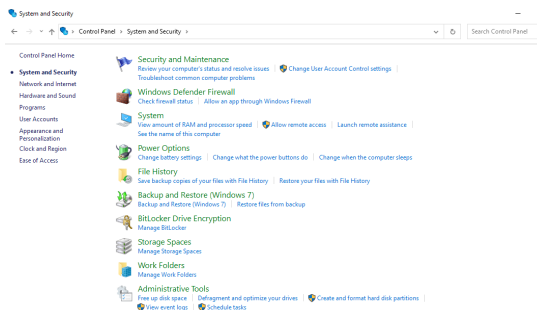 System and Security
Control Panel
System and Security
Search Control Panel
Control Panel Home
System and Security
Network and Internet
Hardware and Sound
Programs
User Accounts
Appearance and
Personalization
Clock and Region
Ease of Access
Security and Maintenance
Review your computer's status and resolve issues
Change User Account Control settings
Troubleshoot common computer problems
Windows Defender Firewall
Check firewall status
Allow an app through Windows Firewall
System
View amount of RAM and processor speed
Allow remote access
Launch remote assistance
See the name of this computer
Power Options
Change battery settings
Change what the power buttons do
Change when the computer sleeps
File History
Save backup copies of your files with File History
Restore your files with File History
Backup and Restore (Windows 7)
Backup and Restore (Windows 7)
Restore files from backup
BitLocker Drive Encryption
Manage BitLocker
Storage Spaces
Manage Storage Spaces
Work Folders
Manage Work Folders
Administrative Tools
Free up disk space
Defragment and optimize your drives
Create and format hard disk partitions
View event logs
Schedule tasks